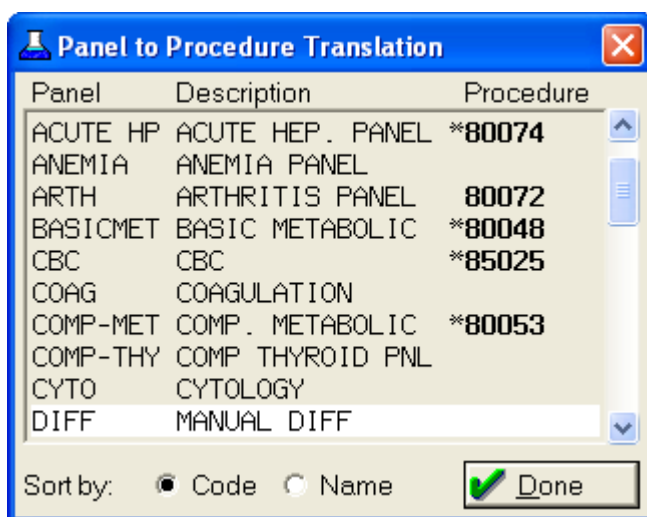 Panel to Procedure Translation
Panel Description Procedure
ACUTE HP ACUTE HEP. PANEL *80074
ANEMIA ANEMIA PANEL
ARTH ARTHRITIS PANEL 80072
BASICMET BASIC METABOLIC *80048
CBC CBC *85025
COAG COAGULATION
COMP-MET COMP. METABOLIC *80053
COMP-THY COMP THYROID PNL
CYTO CYTOLOGY
DIFF MANUAL DIFF
Sort by: Code Name Done